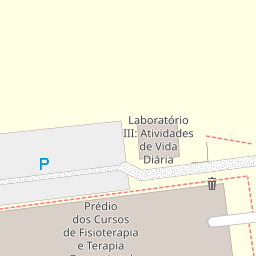 Laboratório
III: Atividades
de Vida
Diária
P
Prédio
dos Cursos
de Fisioterapia
e Terapia